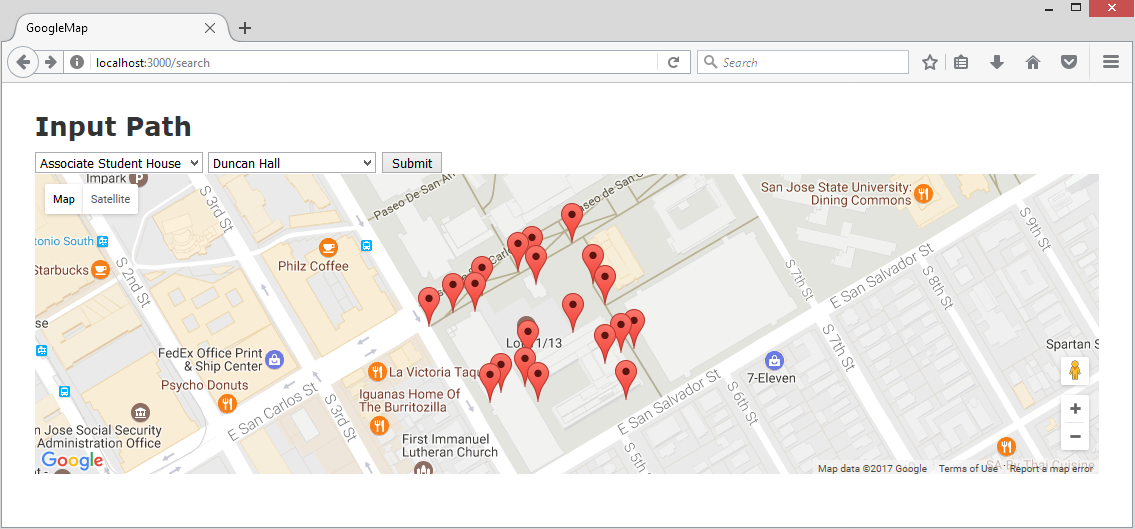 GoogleMap
localhost:3000/search
Search
Input Path
Associate Student House
Duncan Hall
Submit
Map
Satellite
Impark
S 3rd St
Paseo De San
Paseo de San
San Jose State University:
Dining Commons
S 9th St
tonio South
Philz Coffee
Starbucks
S 2nd St
S 7th St
E San Salvador St
S 8th St
FedEx Office Print
& Ship Center
Psycho Donuts
La Victoria Taqu
Iguanas Home Of
The Burritozilla
1/13
7-Eleven
Spartan S
S 7th St
E San Carlos St
S 3rd St
E San Salvador St
S 6th St
n Jose Social Security
Administration Office
First Immanuel
Lutheran Church
S 5th St
Google
Map data ©2017 Google
Terms of Use
Report a map error